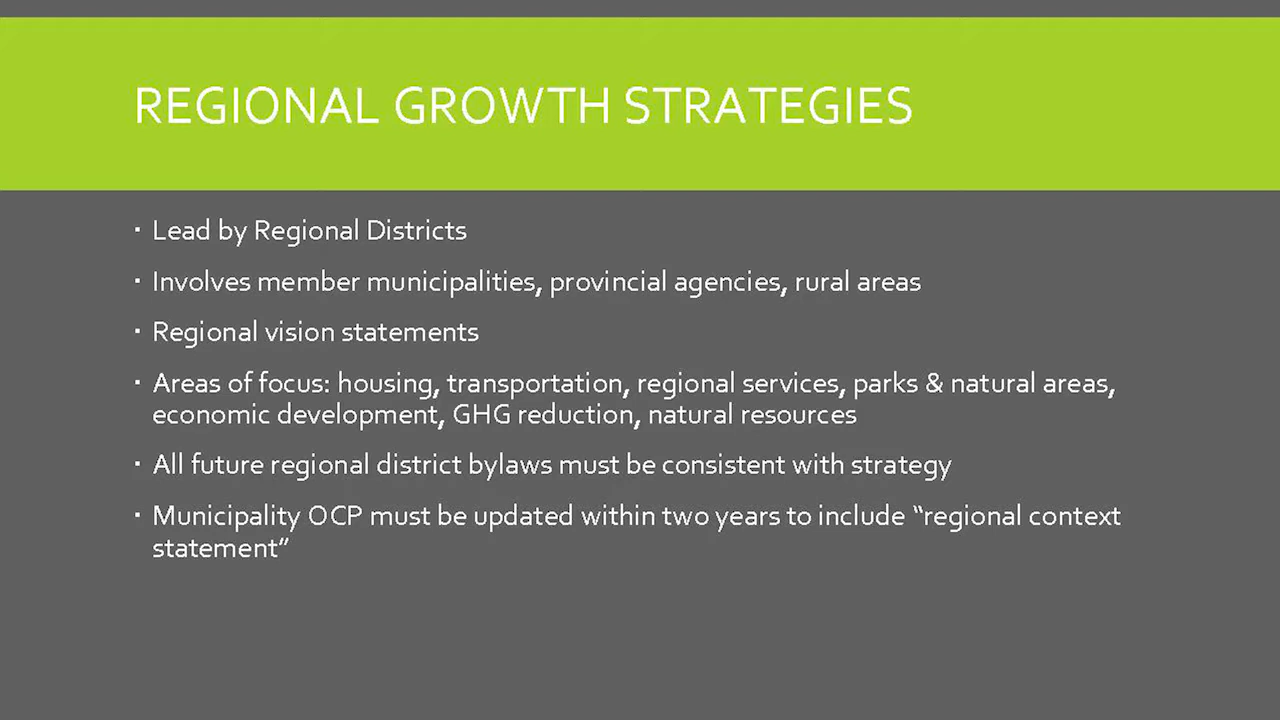 REGIONAL GROWTH STRATEGIES
▪ Lead by Regional Districts
▪ Involves member municipalities, provincial agencies, rural areas
▪ Regional vision statements
▪ Areas of focus: housing, transportation, regional services, parks & natural areas,
economic development, GHG reduction, natural resources
▪ All future regional district bylaws must be consistent with strategy
▪ Municipality OCP must be updated within two years to include “regional context
statement”